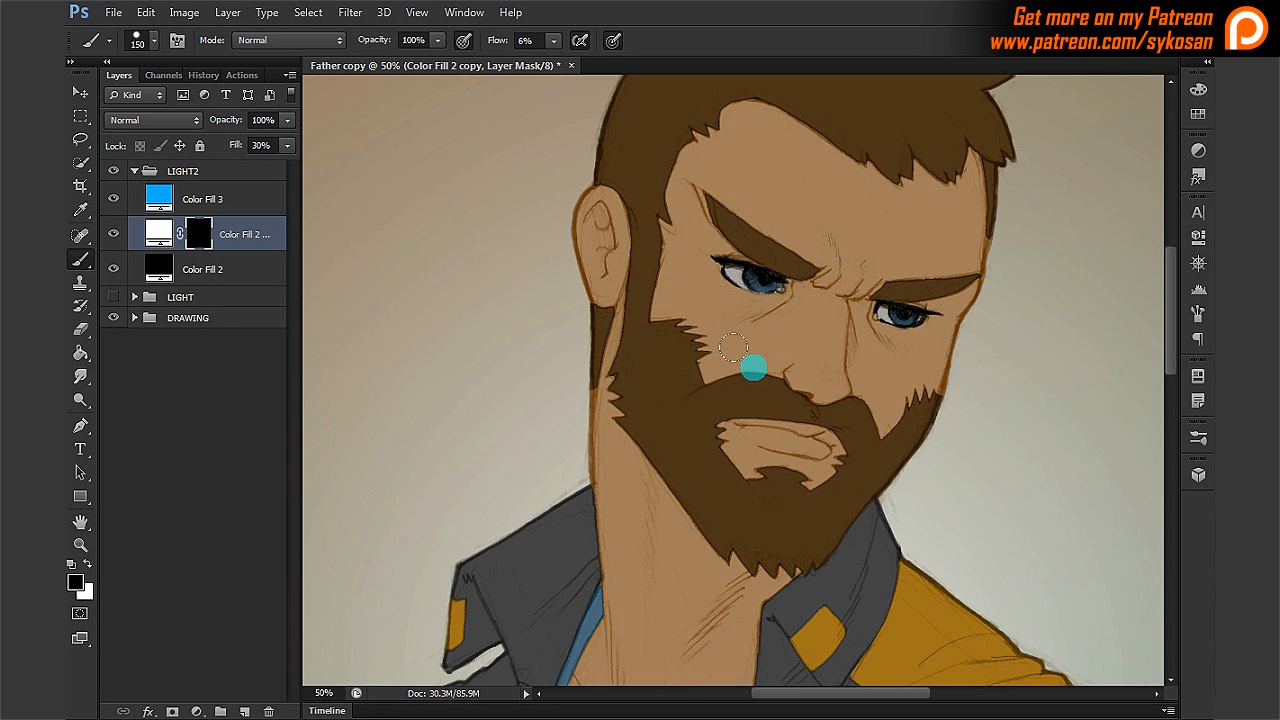 Get more on my Patreon
www.patreon.com/sykosan
Ps File Edit Image Layer Type Select Filter 3D View Window Help
150 Mode: Normal Opacity: 100% Flow: 6%
Father copy @ 50% (Color Fill 2 copy, Layer Mask/8) * ×
Layers Channels History Actions
Kind
Normal Opacity: 100%
Lock: Fill: 30%
LIGHT2
Color Fill 3
Color Fill 2 ...
Color Fill 2
LIGHT
DRAWING
50% Doc: 30.3M/85.9M
Timeline